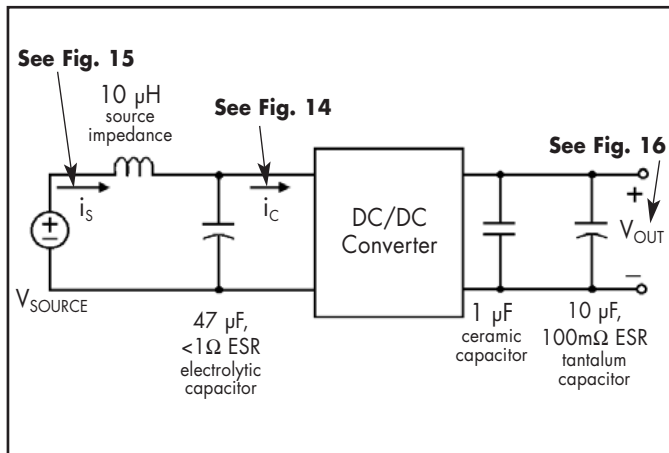 See Fig. 15
10 µH
source
impedance
See Fig. 14
See Fig. 16
iS
iC
DC/DC
Converter
+
−
+
VOUT
−
VSOURCE
47 µF,
<1Ω ESR
electrolytic
capacitor
1 µF
ceramic
capacitor
10 µF,
100mΩ ESR
tantalum
capacitor